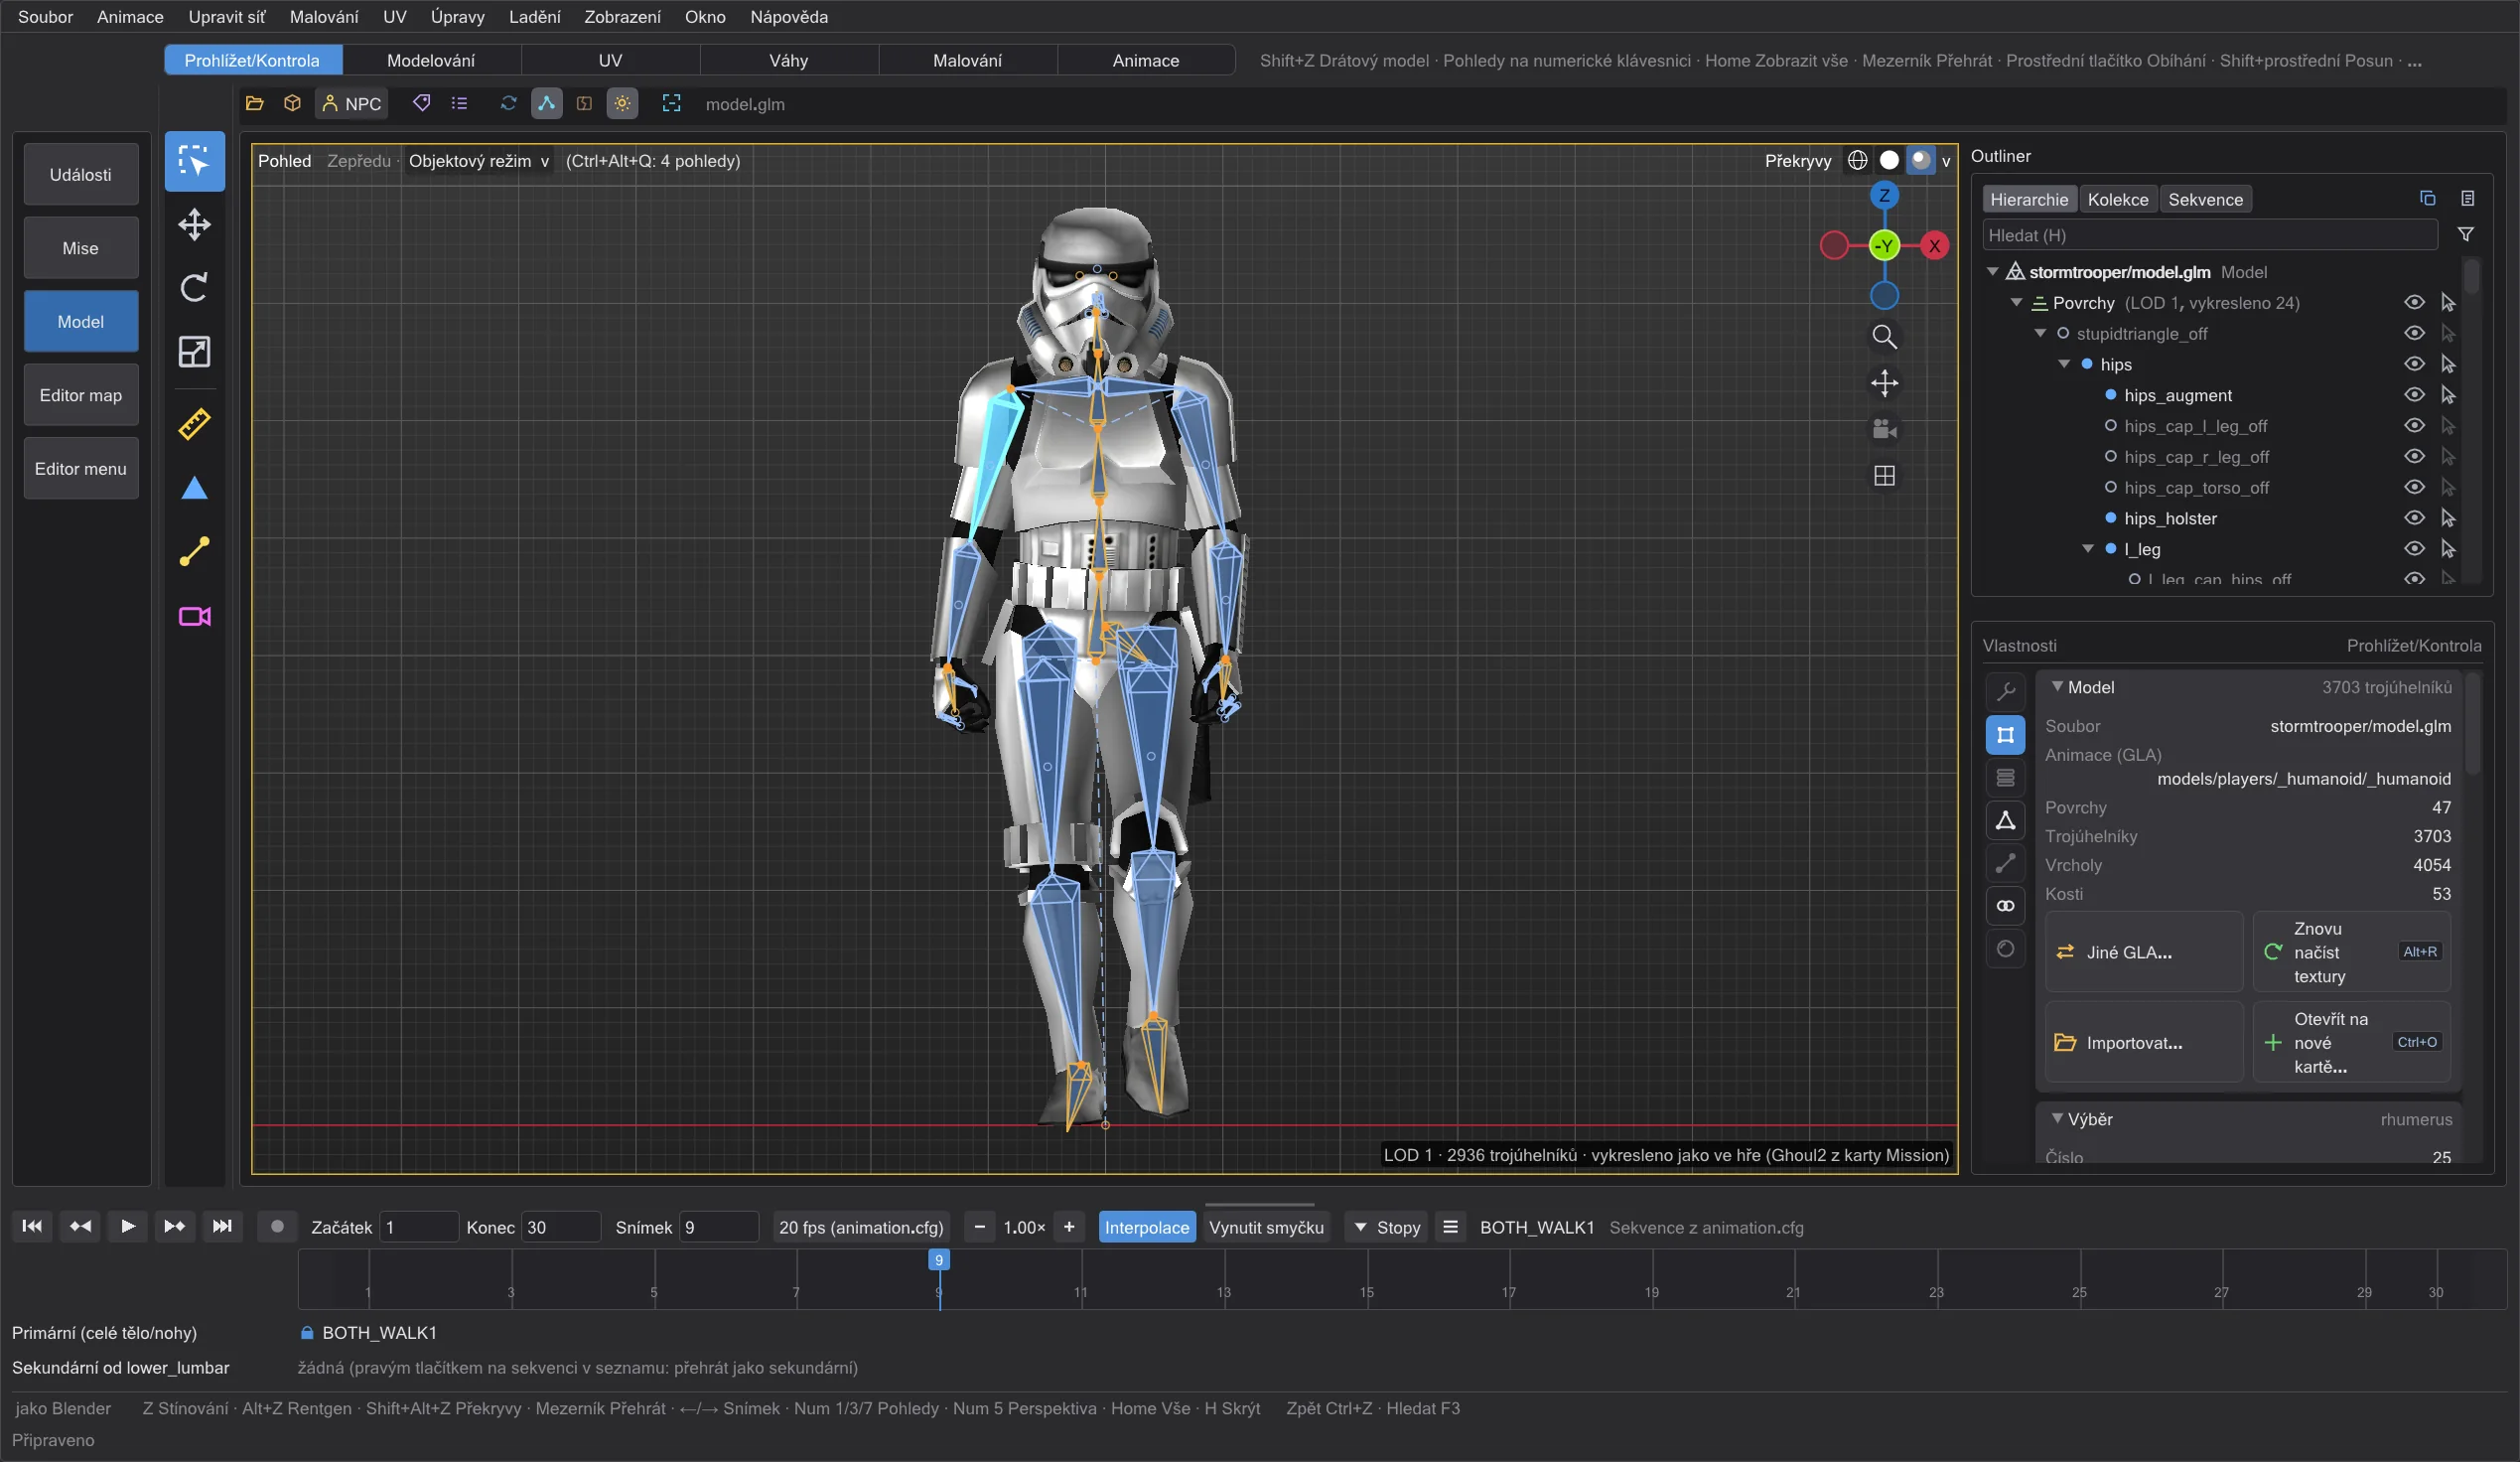 Soubor Animace Upravit síť Malování UV Úpravy Ladění Zobrazení Okno Nápověda
Prohlížet/Kontrola Modelování UV Váhy Malování Animace Shift+Z Drátový model · Pohledy na numerické klávesnici · Home Zobrazit vše · Mezerník Přehrát · Prostřední tlačítko Obíhání · Shift+prostřední Posun · ...
NPC model.glm
Události
Mise
Model
Editor map
Editor menu
Pohled Zepředu · Objektový režim v (Ctrl+Alt+Q: 4 pohledy) Překryvy v
Z
-Y X
LOD 1 · 2936 trojúhelníků · vykresleno jako ve hře (Ghoul2 z karty Mission)
Outliner
Hierarchie Kolekce Sekvence
Hledat (H)
stormtrooper/model.glm Model
Povrchy (LOD 1, vykresleno 24)
stupidtriangle_off
hips
hips_augment
hips_cap_l_leg_off
hips_cap_r_leg_off
hips_cap_torso_off
hips_holster
l_leg
l_leg_cap_hips_off
Vlastnosti Prohlížet/Kontrola
Model 3703 trojúhelníků
Soubor stormtrooper/model.glm
Animace (GLA)
models/players/_humanoid/_humanoid
Povrchy 47
Trojúhelníky 3703
Vrcholy 4054
Kosti 53
Jiné GLA...
Znovu načíst textury Alt+R
Importovat...
Otevřít na nové kartě... Ctrl+O
Výběr rhumerus
Číslo 25
Začátek 1 Konec 30 Snímek 9 20 fps (animation.cfg) − 1.00× + Interpolace Vynutit smyčku Stopy BOTH_WALK1 Sekvence z animation.cfg
9
1 3 5 7 9 11 13 15 17 19 21 23 25 27 29 30
Primární (celé tělo/nohy) BOTH_WALK1
Sekundární od lower_lumbar žádná (pravým tlačítkem na sekvenci v seznamu: přehrát jako sekundární)
jako Blender Z Stínování · Alt+Z Rentgen · Shift+Alt+Z Překryvy · Mezerník Přehrát · ←/→ Snímek · Num 1/3/7 Pohledy · Num 5 Perspektiva · Home Vše · H Skrýt Zpět Ctrl+Z · Hledat F3
Připraveno